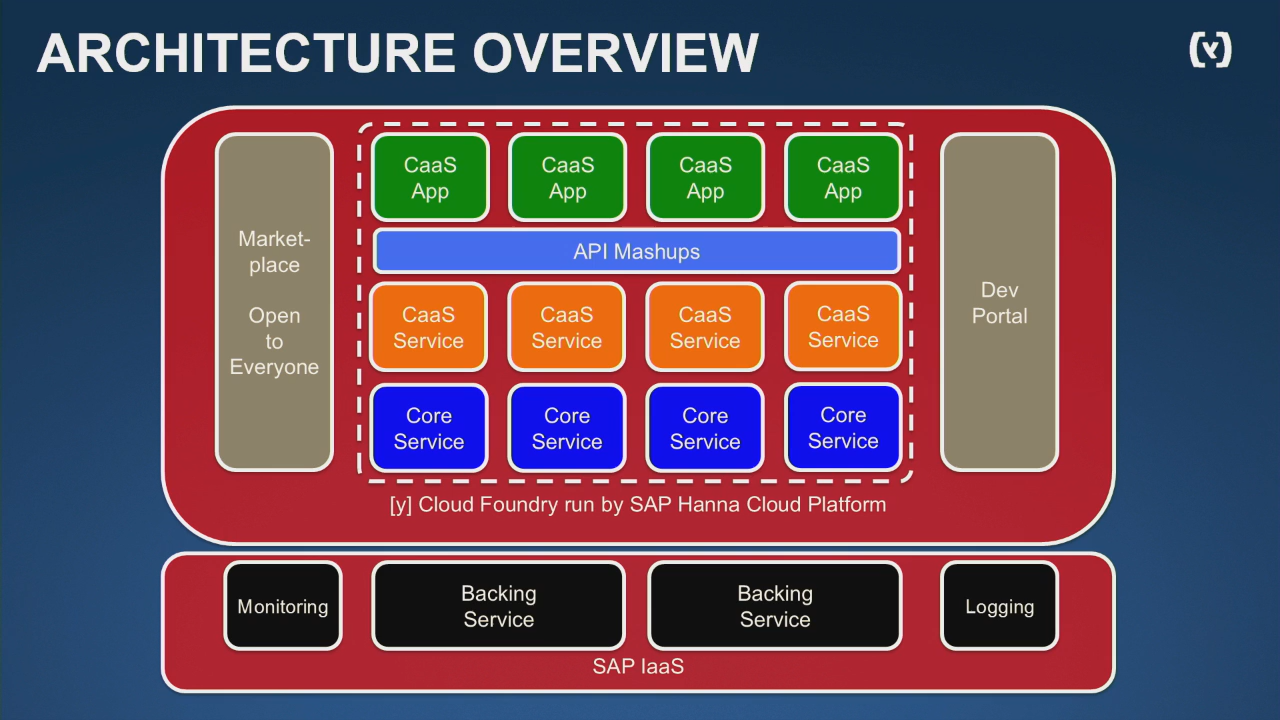 ARCHITECTURE OVERVIEW
(Y)
Market-
place
Open
to
Everyone
CaaS
App
CaaS
App
CaaS
App
CaaS
App
API Mashups
CaaS
Service
CaaS
Service
CaaS
Service
CaaS
Service
Core
Service
Core
Service
Core
Service
Core
Service
Dev
Portal
[y] Cloud Foundry run by SAP Hanna Cloud Platform
Monitoring
Backing
Service
Backing
Service
Logging
SAP IaaS